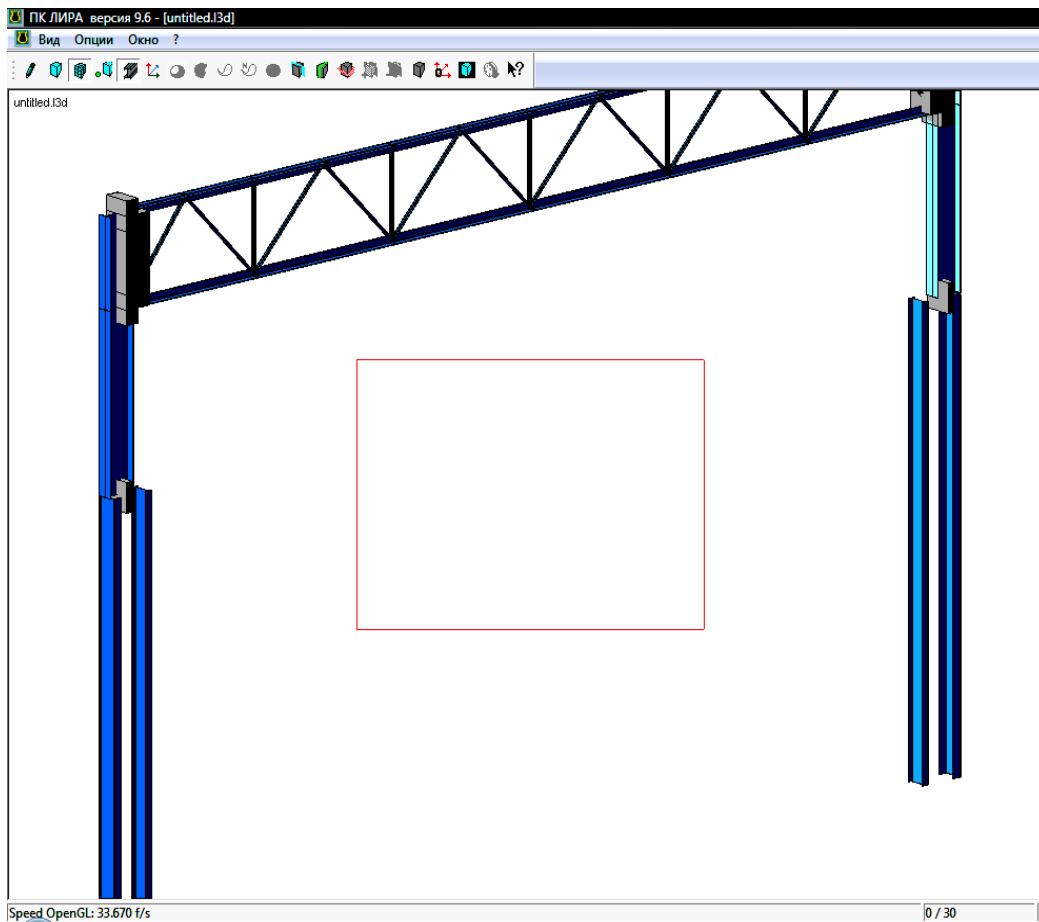 ПК ЛИРА версия 9.6 - [untitled.l3d]
Вид Опции Окно ?
untitled.l3d
Speed OpenGL: 33.670 f/s 0 / 30